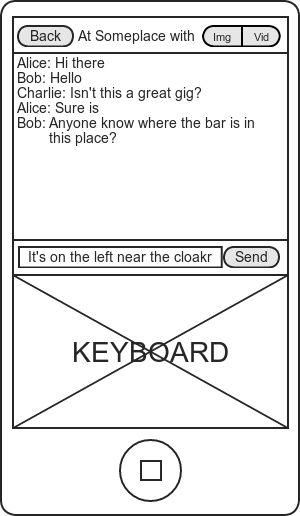 Back At Someplace with Img Vid
Alice: Hi there
Bob: Hello
Charlie: Isn't this a great gig?
Alice: Sure is
Bob: Anyone know where the bar is in
this place?
It's on the left near the cloakr Send
KEYBOARD